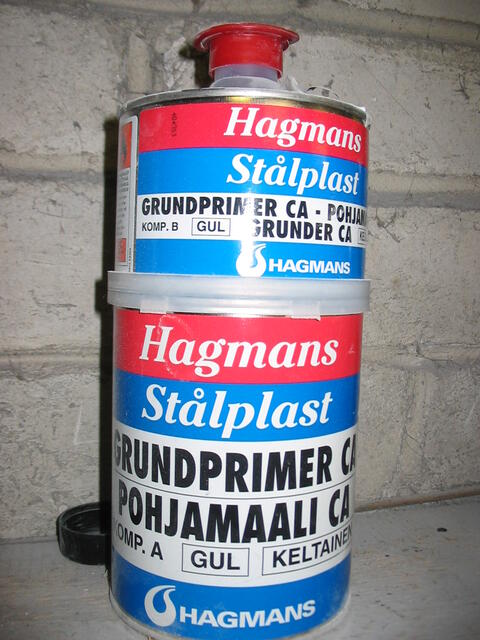 Hagmans
Stålplast
GRUNDPRIMER CA - POHJAM
KOMP. B GUL GRUNDER CA
HAGMANS
Hagmans
Stålplast
GRUNDPRIMER CA
POHJAMAALI CA
KOMP. A GUL KELTAINEN
HAGMANS